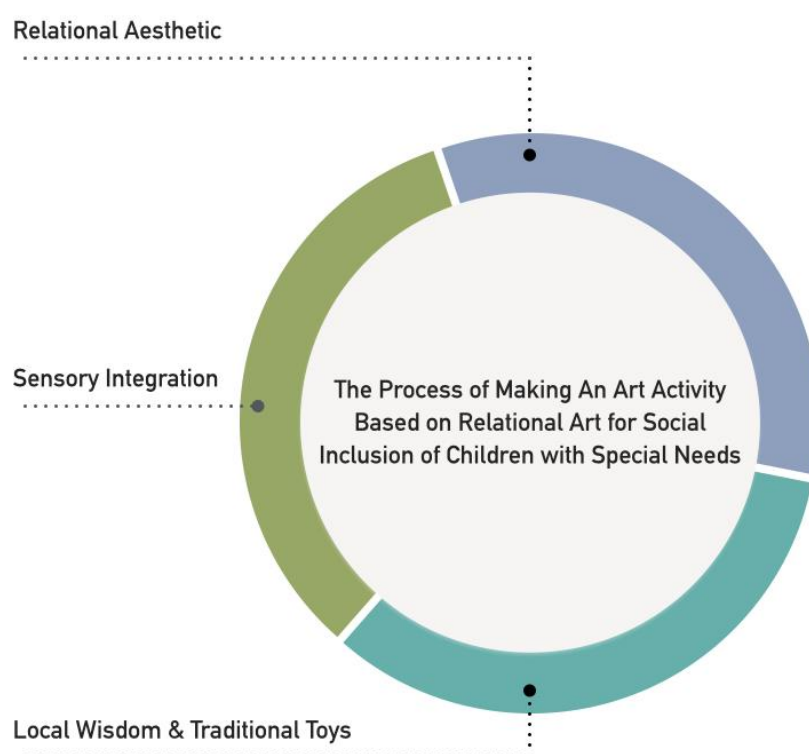 Relational Aesthetic
Sensory Integration
The Process of Making An Art Activity
Based on Relational Art for Social
Inclusion of Children with Special Needs
Local Wisdom & Traditional Toys